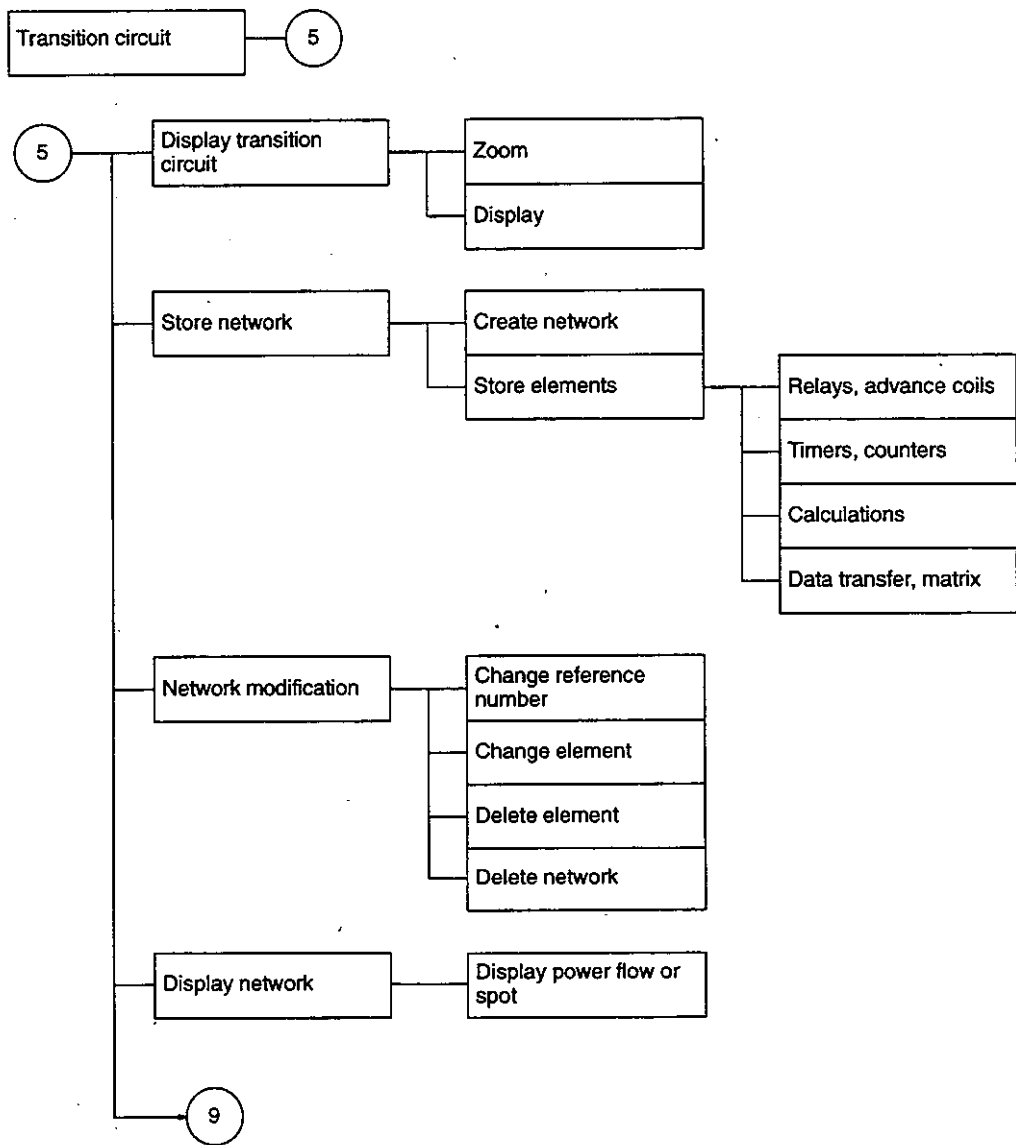 Transition circuit
5
5
Display transition
circuit
Zoom
Display
Store network
Create network
Store elements
Relays, advance coils
Timers, counters
Calculations
Data transfer, matrix
Network modification
Change reference
number
Change element
Delete element
Delete network
Display network
Display power flow or
spot
9